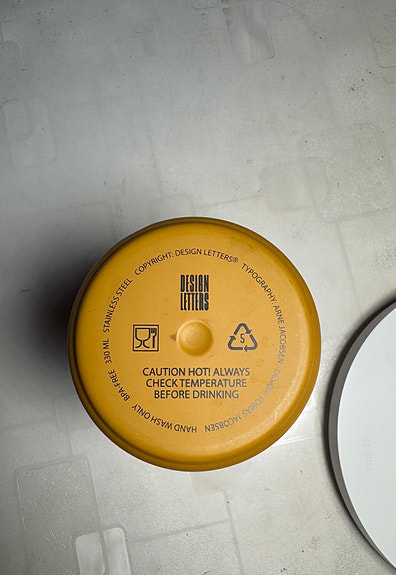 COPYRIGHT: DESIGN LETTERS® TYPOGRAPHY: ARNE JACOBSEN DESIGN: TOBIAS JACOBSEN HAND WASH ONLY BPA-FREE 330 ML STAINLESS STEEL
DESIGN
LETTERS
5
CAUTION HOT! ALWAYS
CHECK TEMPERATURE
BEFORE DRINKING